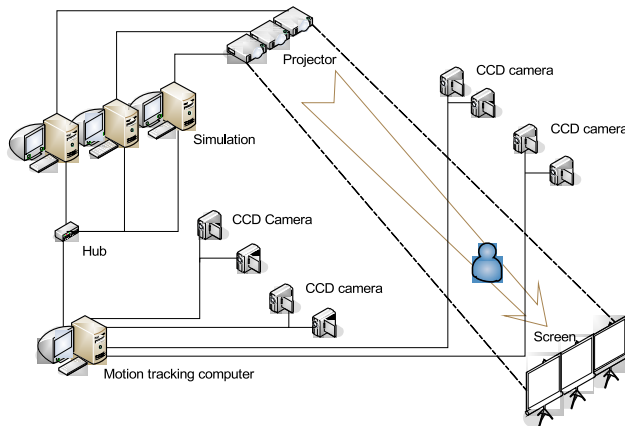 Projector
CCD camera
CCD camera
Simulation
Hub
CCD Camera
CCD camera
Screen
Motion tracking computer